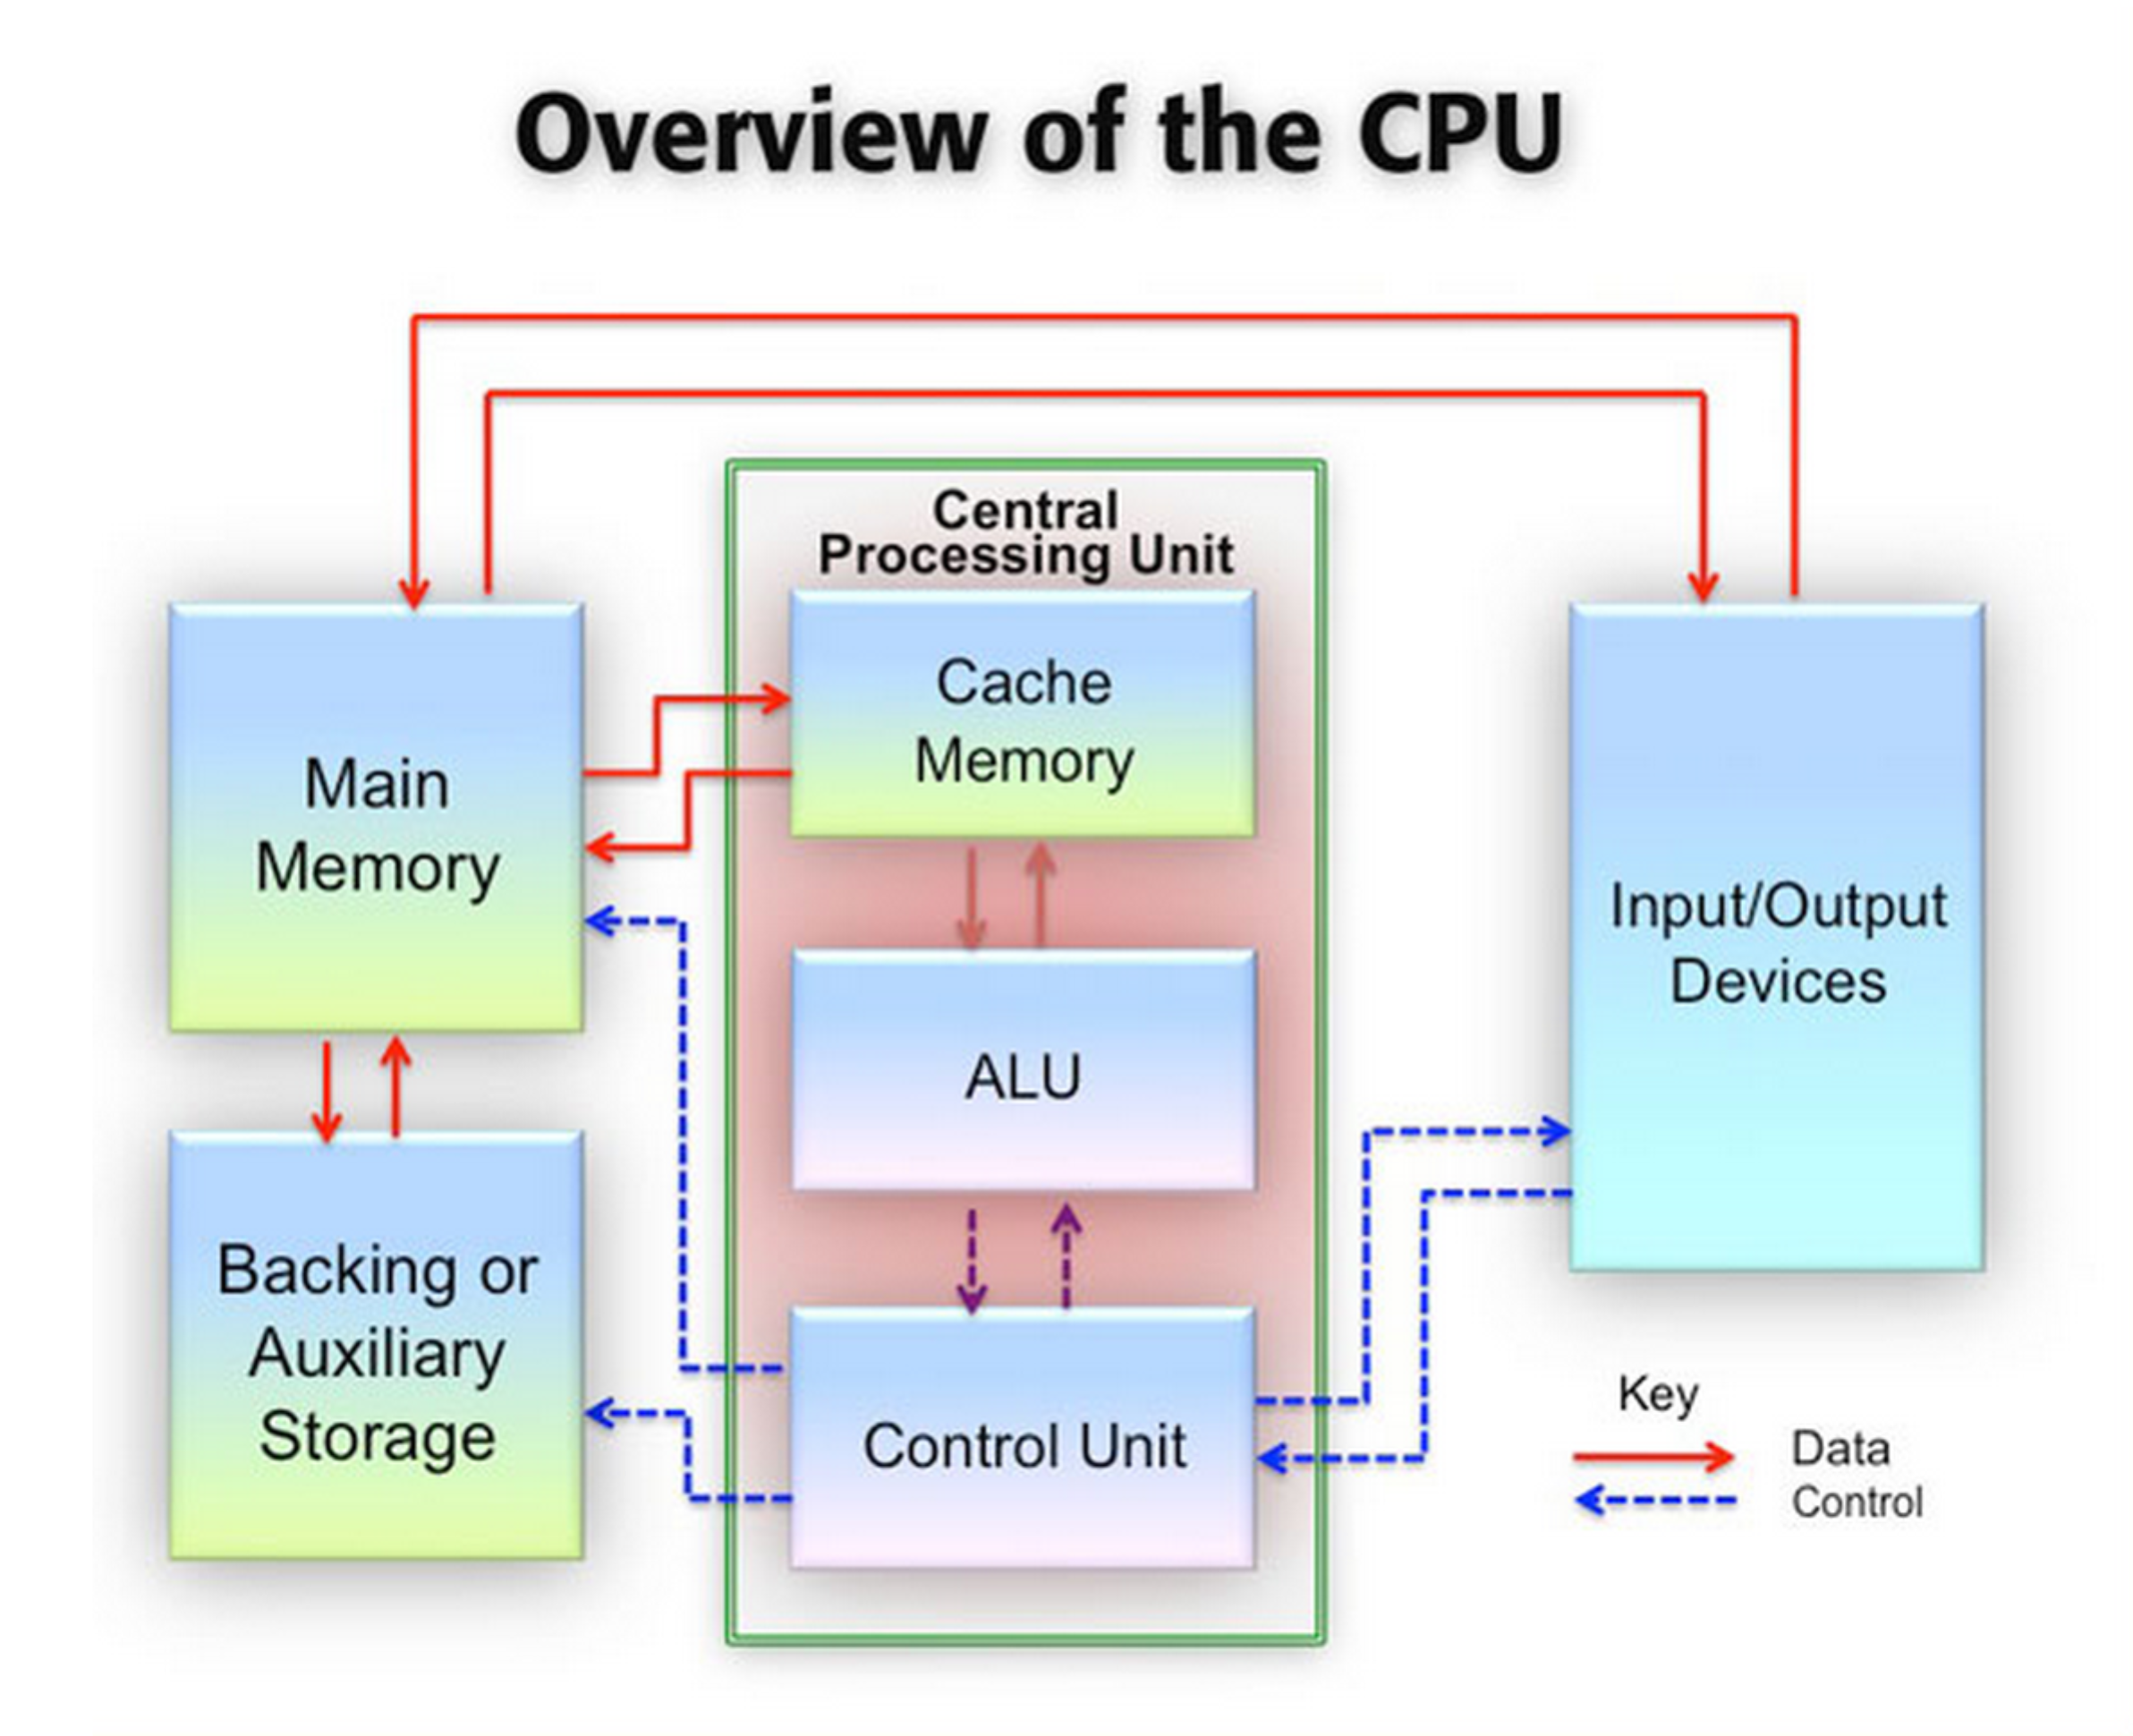 Overview of the CPU
Central
Processing Unit
Cache
Memory
Main
Memory
Input/Output
Devices
ALU
Backing or
Auxiliary
Storage
Control Unit
Key
Data
Control